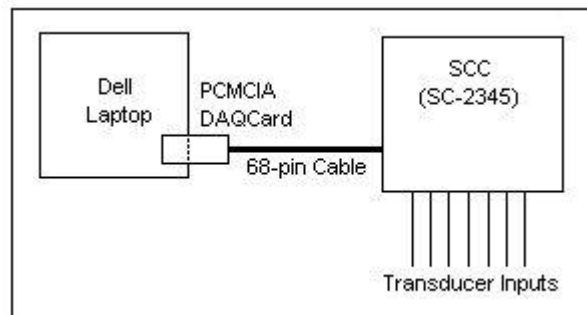 Dell
Laptop
PCMCIA
DAQCard
68-pin Cable
SCC
(SC-2345)
Transducer Inputs